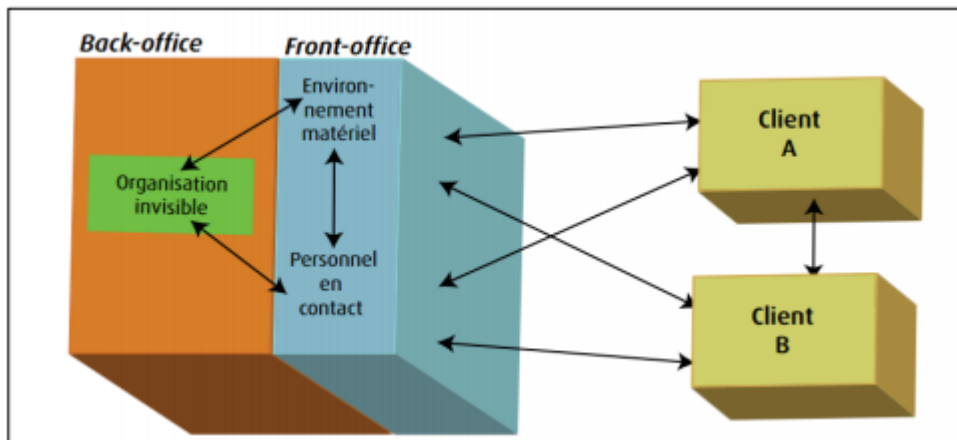 Back-office
Front-office
Environ-
nement
matériel
Organisation
invisible
Personnel
en
contact
Client
A
Client
B